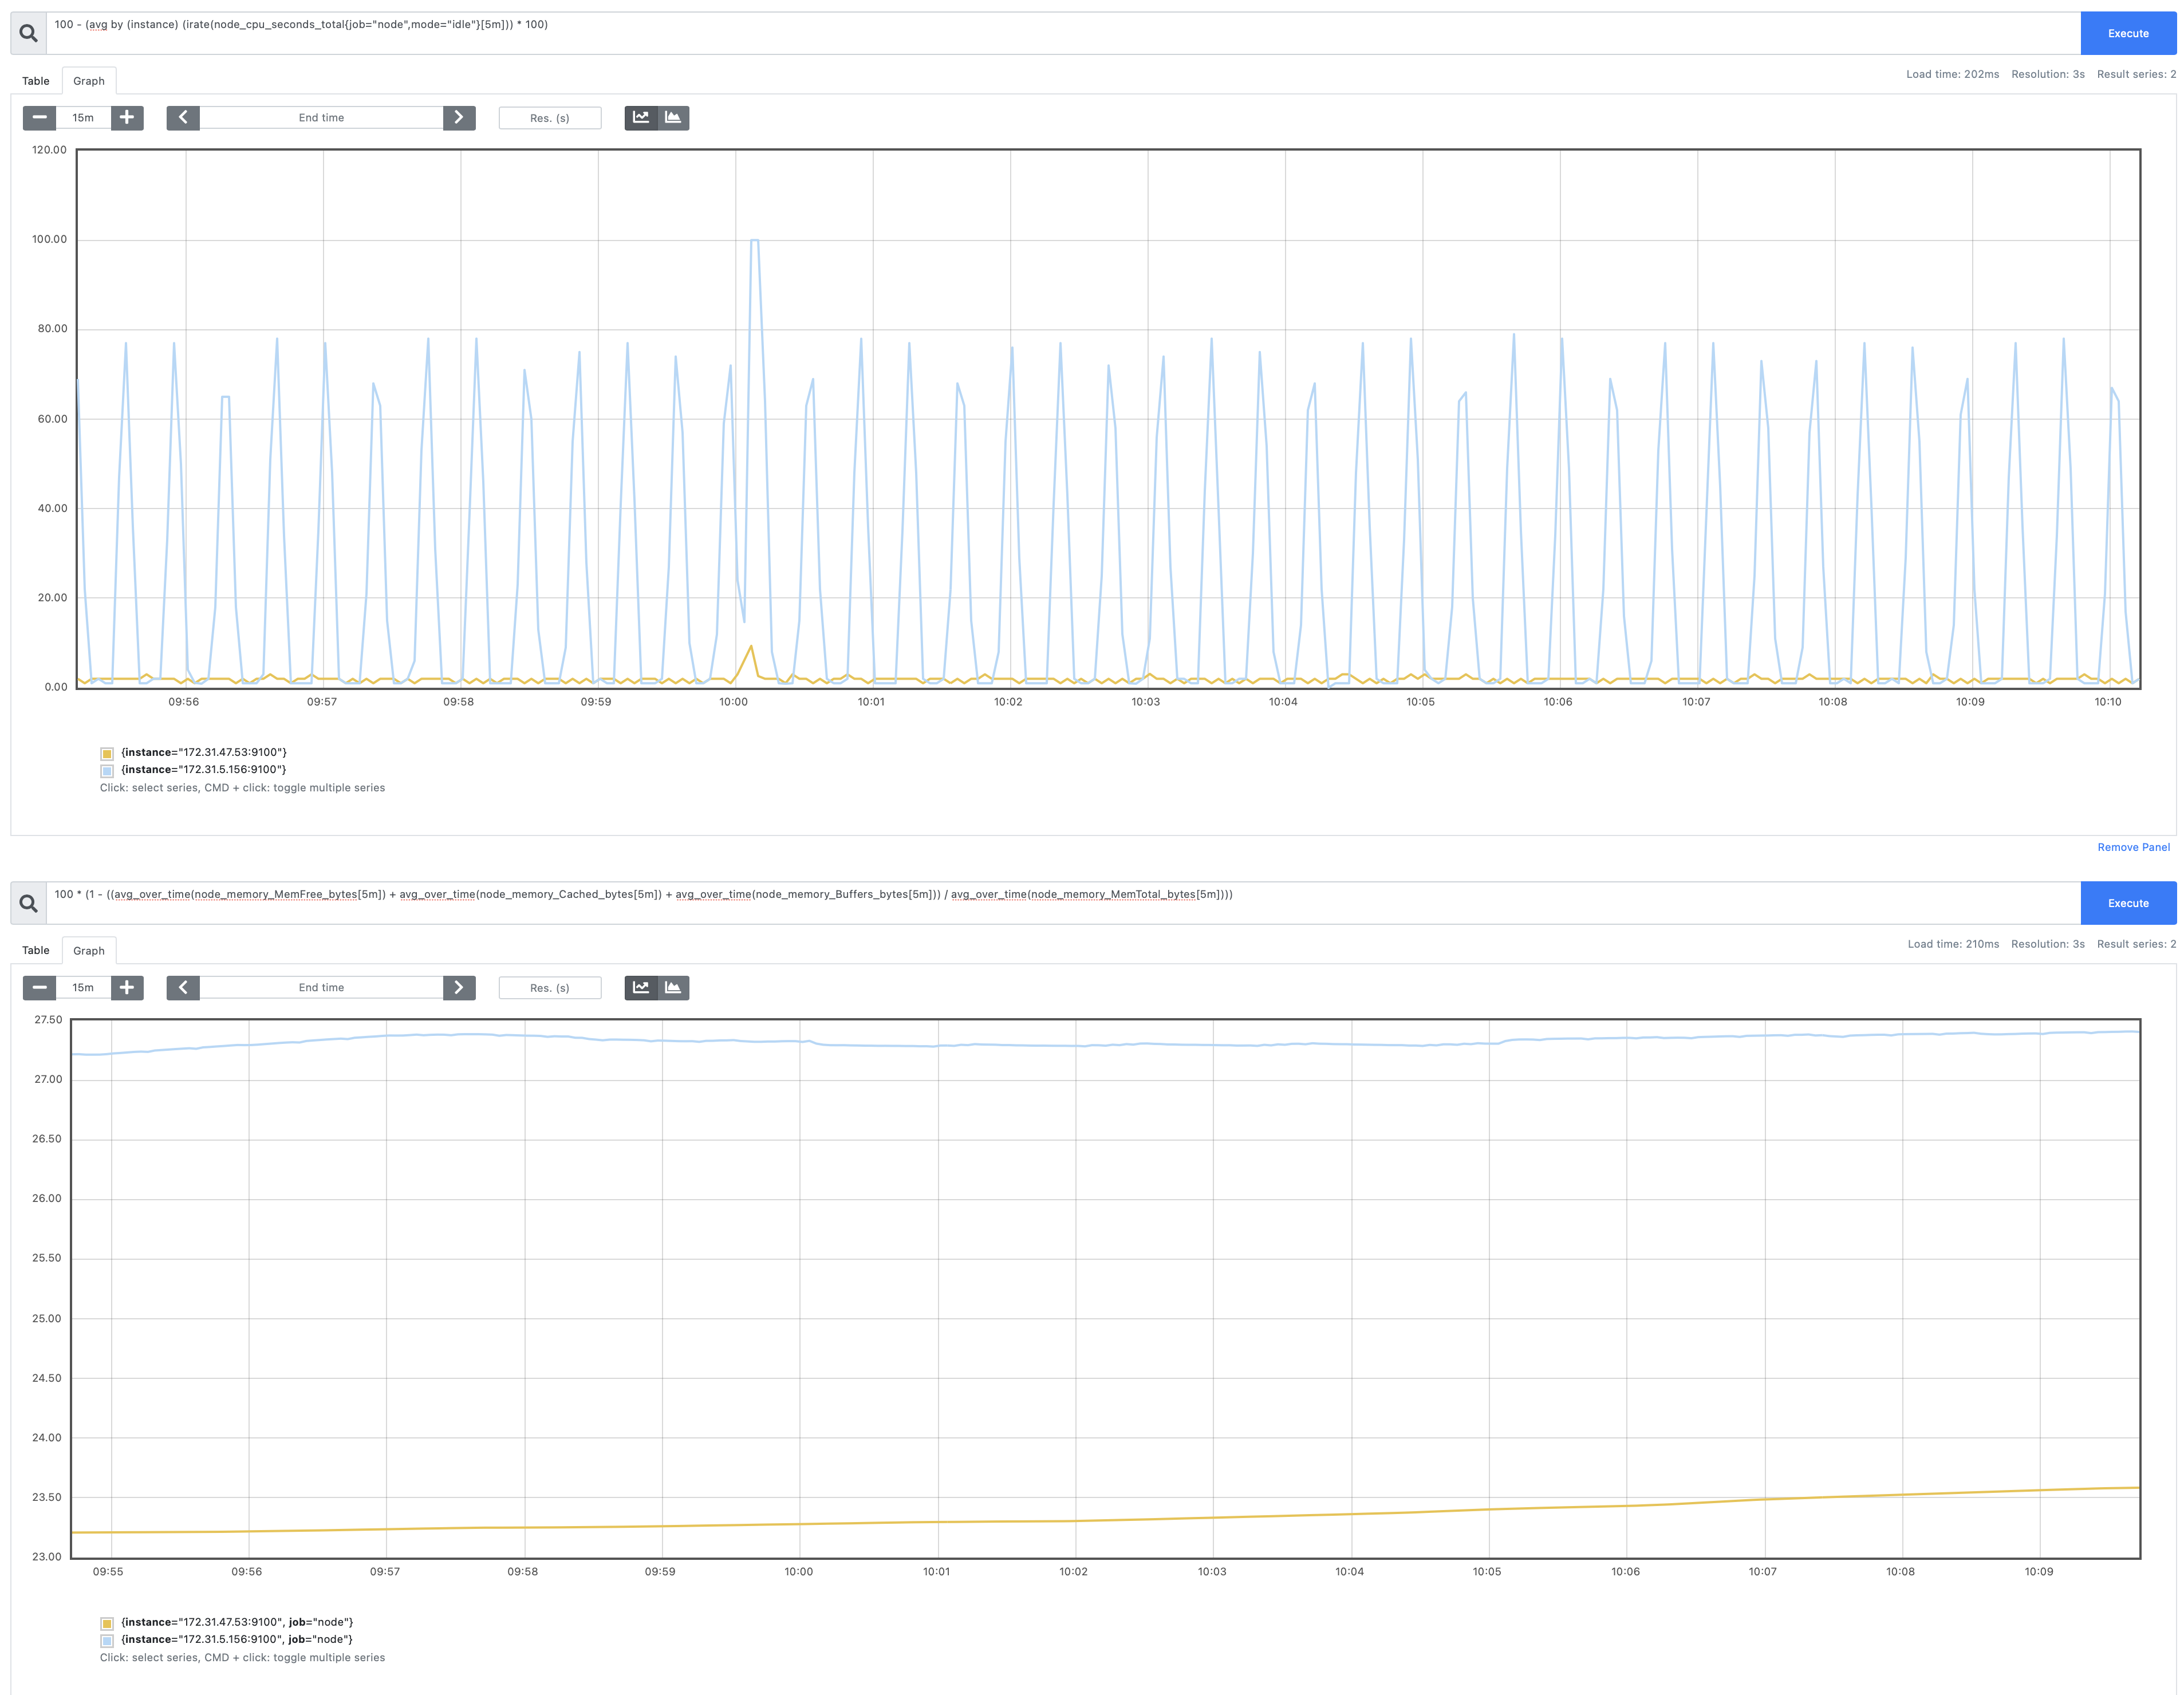 100 - (avg by (instance) (irate(node_cpu_seconds_total{job="node",mode="idle"}[5m])) * 100)
Execute
Table Graph
Load time: 202ms Resolution: 3s Result series: 2
15m End time Res. (s)
120.00
100.00
80.00
60.00
40.00
20.00
0.00
09:56 09:57 09:58 09:59 10:00 10:01 10:02 10:03 10:04 10:05 10:06 10:07 10:08 10:09 10:10
{instance="172.31.47.53:9100"}
{instance="172.31.5.156:9100"}
Click: select series, CMD + click: toggle multiple series
Remove Panel
100 * (1 - ((avg_over_time(node_memory_MemFree_bytes[5m]) + avg_over_time(node_memory_Cached_bytes[5m]) + avg_over_time(node_memory_Buffers_bytes[5m])) / avg_over_time(node_memory_MemTotal_bytes[5m])))
Execute
Table Graph
Load time: 210ms Resolution: 3s Result series: 2
15m End time Res. (s)
27.50
27.00
26.50
26.00
25.50
25.00
24.50
24.00
23.50
23.00
09:55 09:56 09:57 09:58 09:59 10:00 10:01 10:02 10:03 10:04 10:05 10:06 10:07 10:08 10:09
{instance="172.31.47.53:9100", job="node"}
{instance="172.31.5.156:9100", job="node"}
Click: select series, CMD + click: toggle multiple series